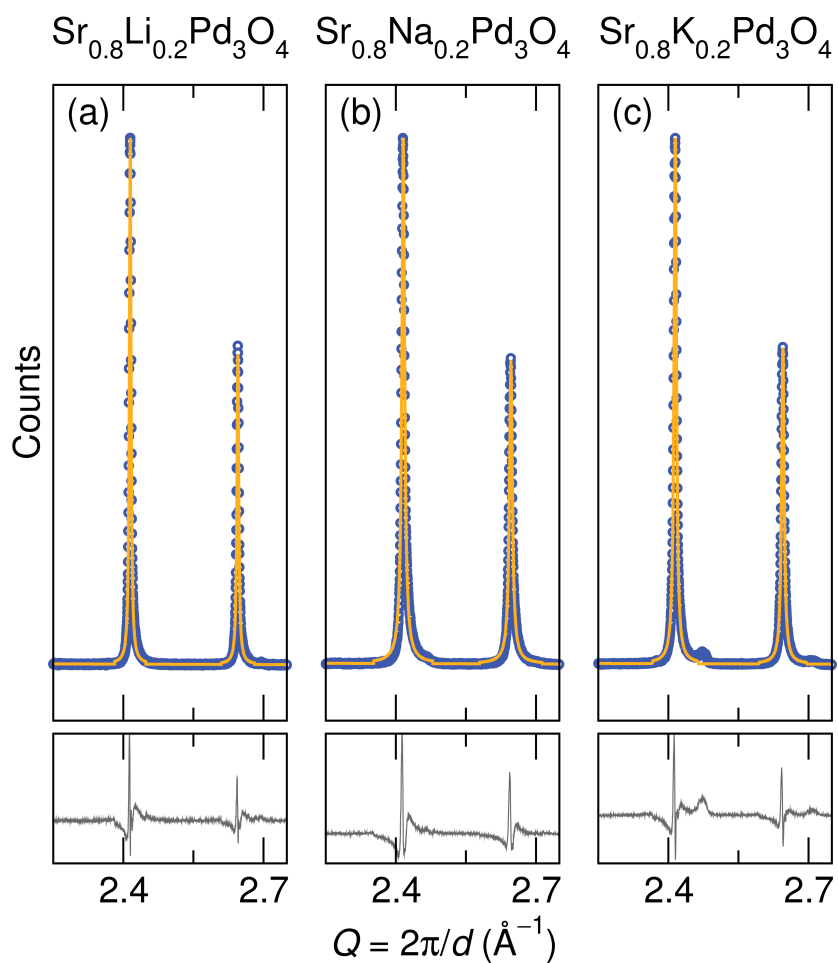 Sr0.8Li0.2Pd3O4 Sr0.8Na0.2Pd3O4 Sr0.8K0.2Pd3O4
(a) (b) (c)
Counts
2.4 2.7 2.4 2.7 2.4 2.7
Q = 2π/d (Å−1)